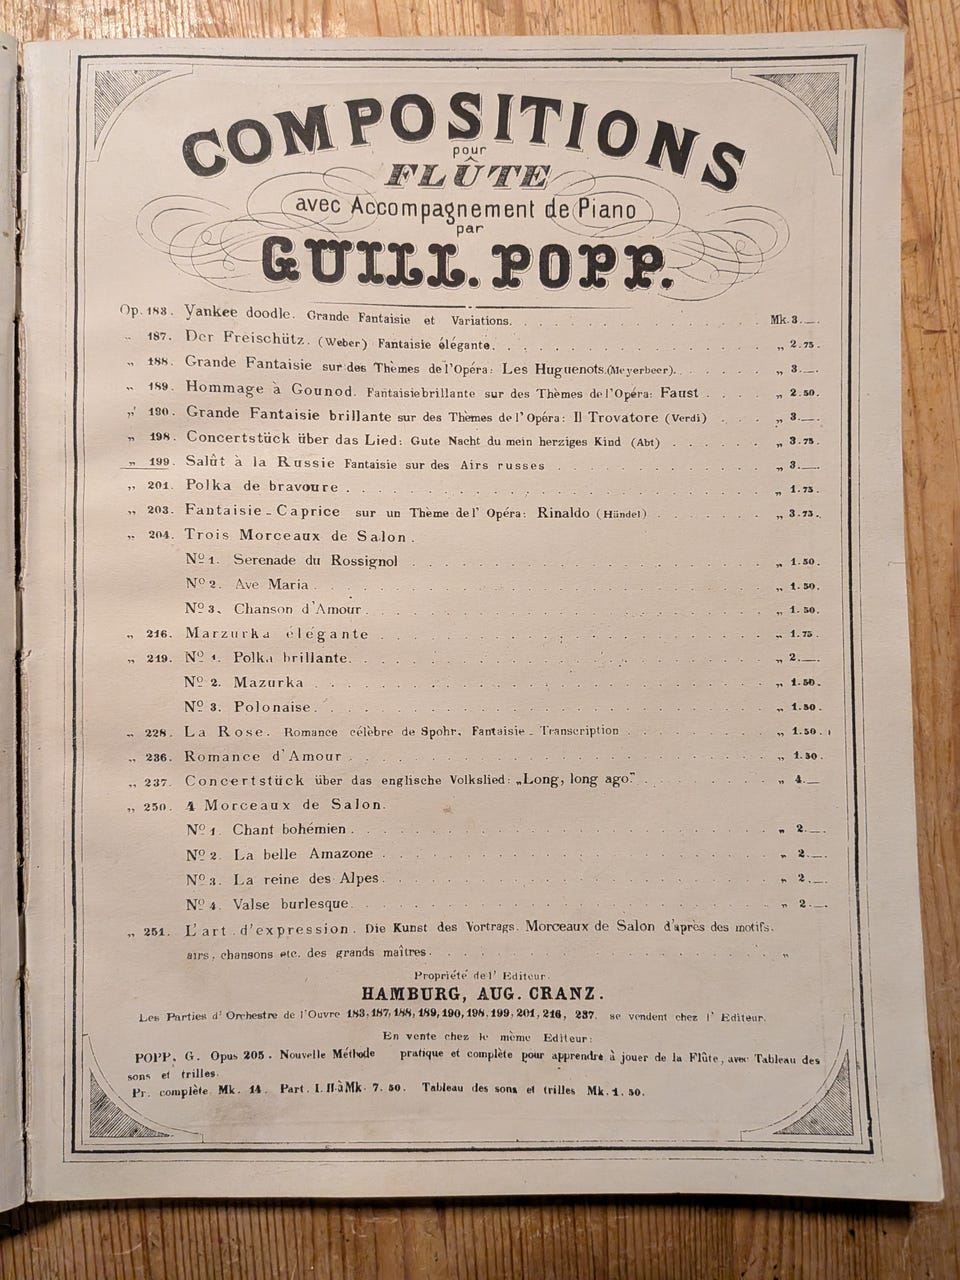 COMPOSITIONS
pour
FLÛTE
avec Accompagnement de Piano
par
GUILL. POPP.
Op. 183. Yankee doodle. Grande Fantaisie et Variations. Mk. 3.__.
„ 187. Der Freischütz. (Weber) Fantaisie élégante. „ 2.75.
„ 188. Grande Fantaisie sur des Thèmes de l'Opéra: Les Huguenots. (Meyerbeer). „ 3.__.
„ 189. Hommage à Gounod. Fantaisie brillante sur des Thèmes de l'Opéra: Faust „ 2.50.
„ 190. Grande Fantaisie brillante sur des Thèmes de l'Opéra: Il Trovatore (Verdi) „ 3.__.
„ 198. Concertstück über das Lied: Gute Nacht du mein herziges Kind (Abt) „ 3.75.
„ 199. Salût à la Russie Fantaisie sur des Airs russes „ 3.__.
„ 201. Polka de bravoure „ 1.75.
„ 203. Fantaisie-Caprice sur un Thème de l'Opéra: Rinaldo (Händel) „ 3.75.
„ 204. Trois Morceaux de Salon.
Nº 1. Serenade du Rossignol „ 1.50.
Nº 2. Ave Maria „ 1.50.
Nº 3. Chanson d'Amour „ 1.50.
„ 216. Marzurka élégante „ 1.75.
„ 219. Nº 1. Polka brillante. „ 2.__.
Nº 2. Mazurka „ 1.50.
Nº 3. Polonaise. „ 1.50.
„ 228. La Rose. Romance célèbre de Spohr. Fantaisie-Transcription „ 1.50.
„ 236. Romance d'Amour „ 1.50.
„ 237. Concertstück über das englische Volkslied: „Long, long ago." „ 4.__
„ 250. 4 Morceaux de Salon.
Nº 1. Chant bohémien „ 2.__.
Nº 2. La belle Amazone „ 2.__.
Nº 3. La reine des Alpes. „ 2.__.
Nº 4. Valse burlesque. „ 2.__
„ 251. L'art d'expression. Die Kunst des Vortrags. Morceaux de Salon d'après des motifs.
airs, chansons etc. des grands maîtres. „
Propriété de l'Editeur.
HAMBURG, AUG. CRANZ.
Les Parties d'Orchestre de l'Ouvre 183, 187, 188, 189, 190, 198, 199, 201, 216, 237. se vendent chez l'Editeur.
En vente chez le même Editeur:
POPP, G. Opus 205. Nouvelle Méthode pratique et complète pour apprendre à jouer de la Flûte, avec Tableau des
sons et trilles.
Pr. complète Mk. 14. Part. I. II à Mk. 7. 50. Tableau des sons et trilles Mk. 1. 50.